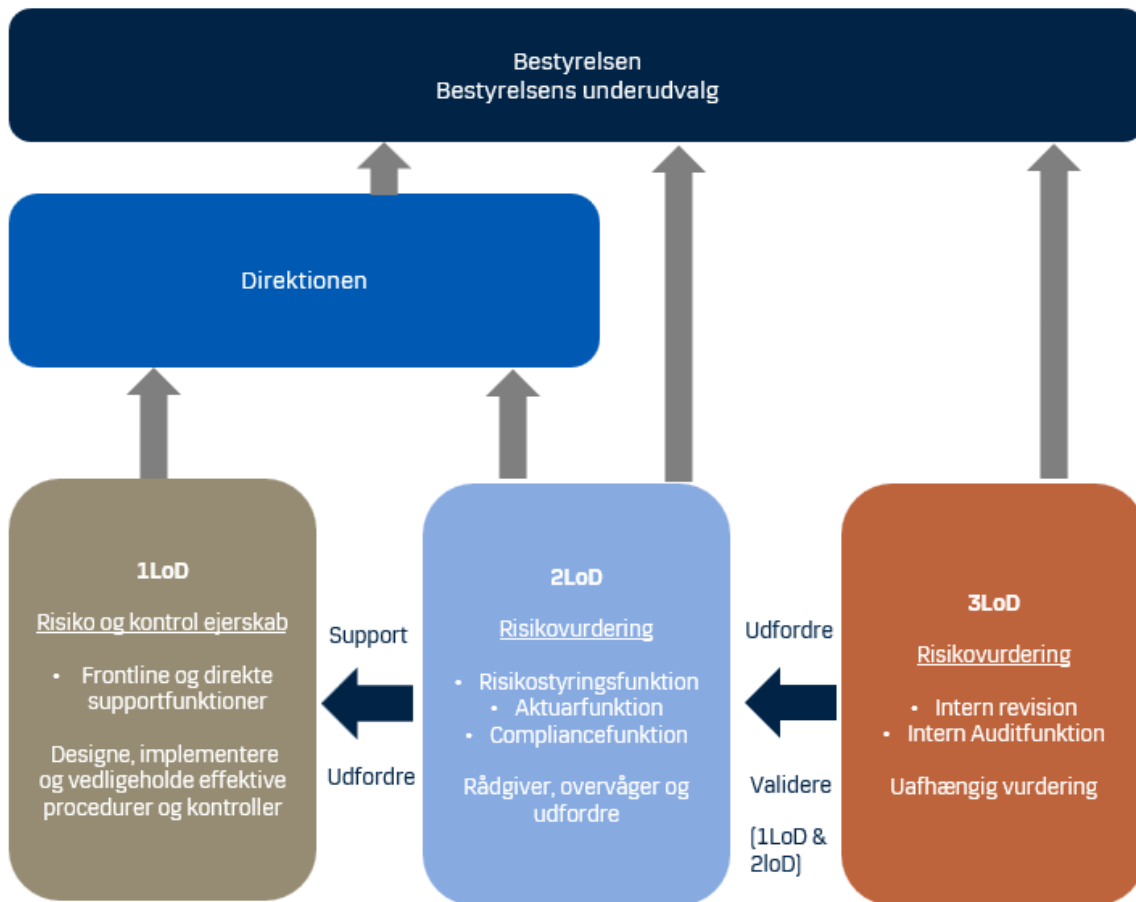 Bestyrelsen
Bestyrelsens underudvalg
Direktionen
1LoD
Risiko og kontrol ejerskab
• Frontline og direkte
supportfunktioner
Designe, implementere
og vedligeholde effektive
procedurer og kontroller
Support
Udfordre
2LoD
Risikovurdering
• Risikostyringsfunktion
• Aktuarfunktion
• Compliancefunktion
Rådgiver, overvåger og
udfordre
Udfordre
Validere
(1LoD &
2loD)
3LoD
Risikovurdering
• Intern revision
• Intern Auditfunktion
Uafhængig vurdering